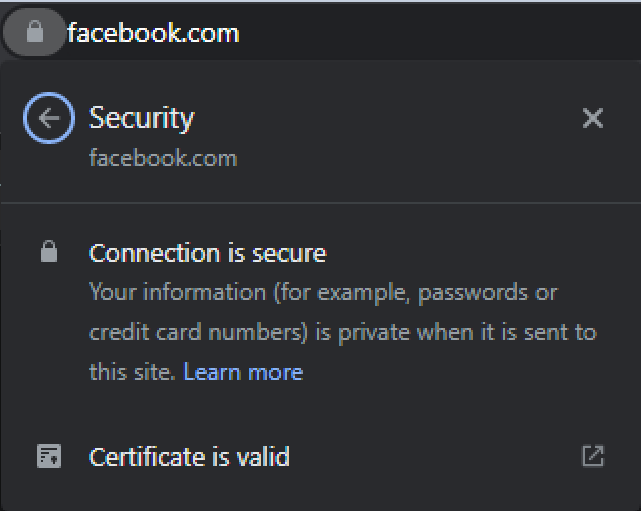 facebook.com
Security
facebook.com
Connection is secure
Your information (for example, passwords or
credit card numbers) is private when it is sent to
this site. Learn more
Certificate is valid